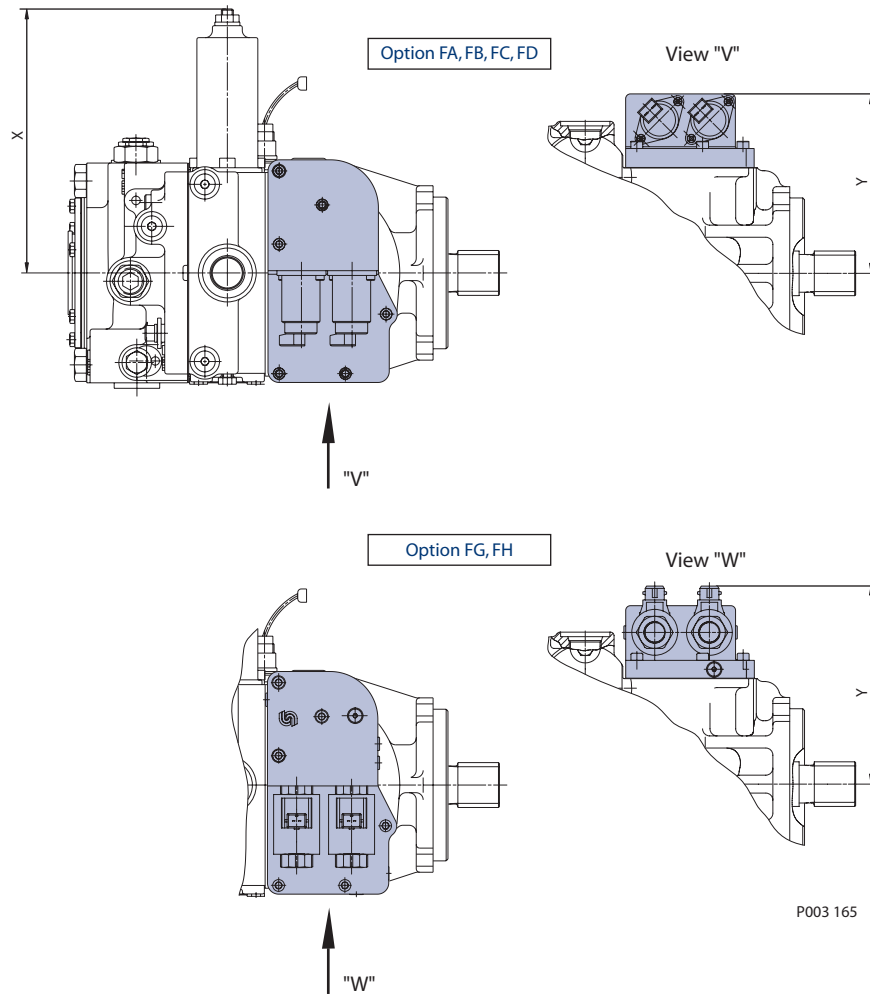 Option FA, FB, FC, FD
View "V"
X
Y
"V"
Option FG, FH
View "W"
Y
P003 165
"W"